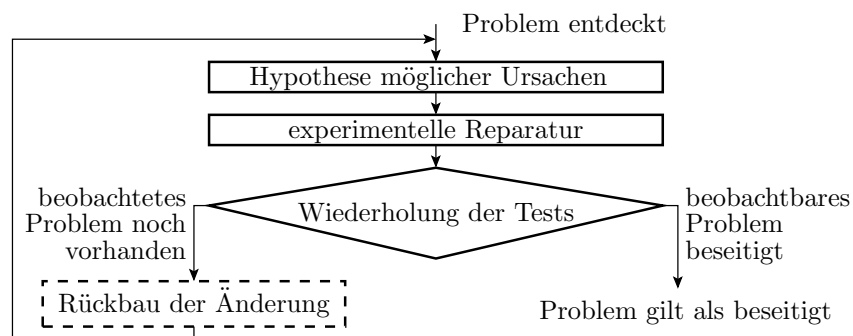 Problem entdeckt
Hypothese möglicher Ursachen
experimentelle Reparatur
Wiederholung der Tests
beobachtetes
Problem noch
vorhanden
beobachtbares
Problem
beseitigt
Rückbau der Änderung
Problem gilt als beseitigt